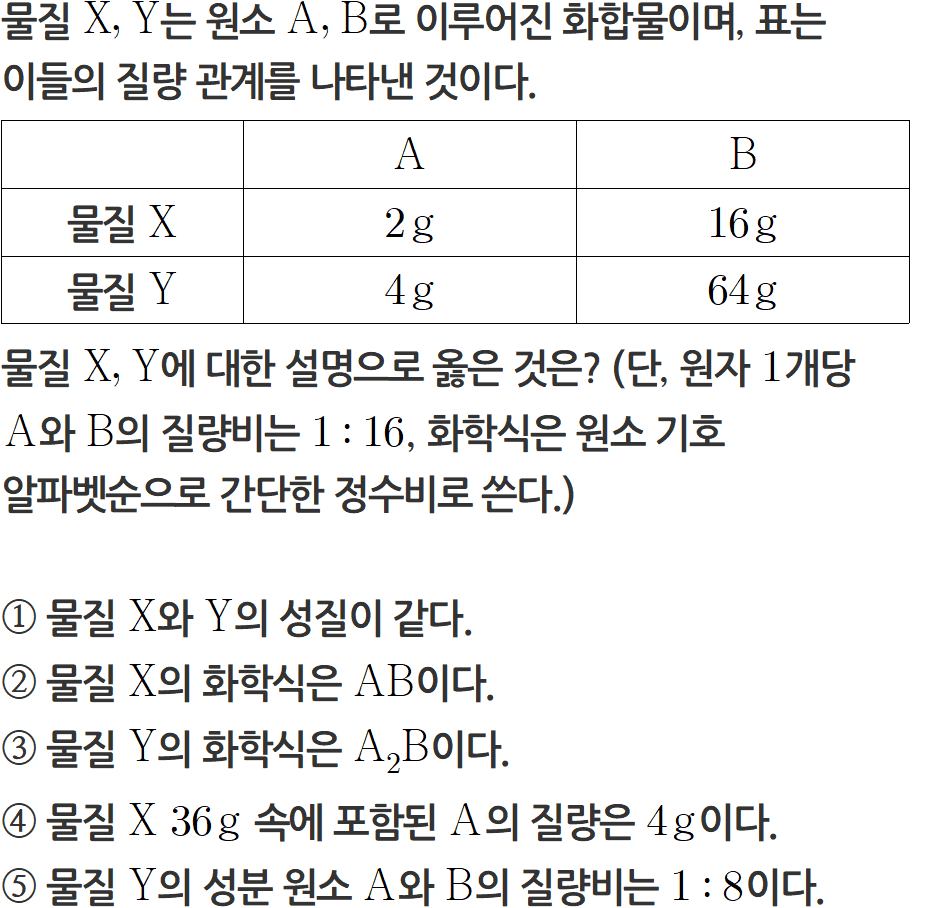 물질 X, Y는 원소 A, B로 이루어진 화합물이며, 표는
이들의 질량 관계를 나타낸 것이다.
A B
물질 X 2 g 16 g
물질 Y 4 g 64 g
물질 X, Y에 대한 설명으로 옳은 것은? (단, 원자 1개당
A와 B의 질량비는 1 : 16, 화학식은 원소 기호
알파벳순으로 간단한 정수비로 쓴다.)
① 물질 X와 Y의 성질이 같다.
② 물질 X의 화학식은 AB이다.
③ 물질 Y의 화학식은 A₂B이다.
④ 물질 X 36 g 속에 포함된 A의 질량은 4 g이다.
⑤ 물질 Y의 성분 원소 A와 B의 질량비는 1 : 8이다.